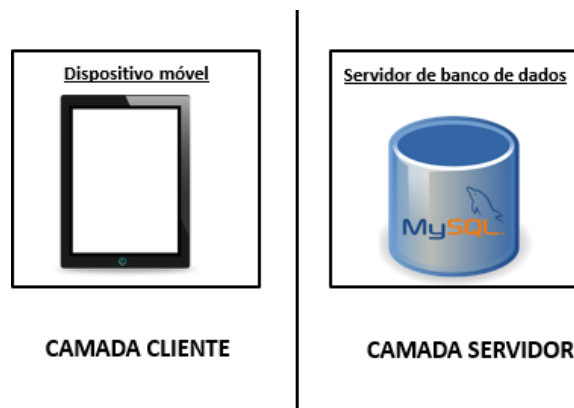 Dispositivo móvel
Servidor de banco de dados
MySQL
CAMADA CLIENTE
CAMADA SERVIDOR